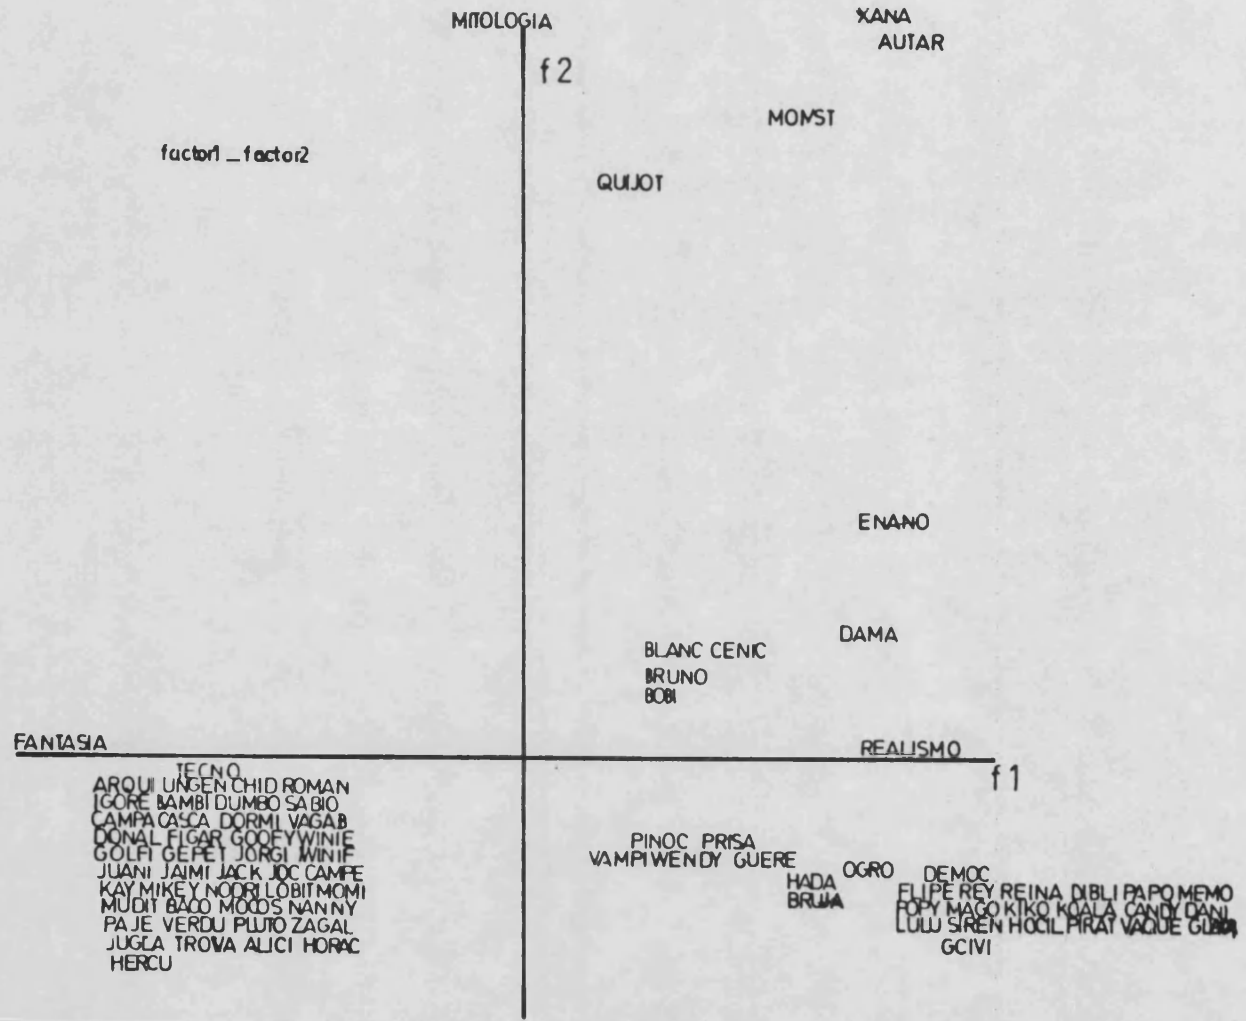 MITOLOGIA
XANA
AUTAR
f2
MONST
factor1_factor2
QUIJOT
ENANO
DAMA
BLANC CENIC
BRUNO
BOBI
FANTASIA
REALISMO
f1
TECNO
ARQUI UNGEN CHID ROMAN
IGORE BAMBI DUMBO SABIO
CAMPA CASCA DORMI VAGAB
DONAL FIGAR GOOFY WINIE
GOLFI GEPET JORGI WINIF
JUANI JAIMI JACK JOC CAMPE
KAY MIKEY NODRI LOBIT MOMI
MUDIT BACO MOCOS NANNY
PAJE VERDU PLUTO ZAGAL
JUGLA TROVA ALICI HORAC
HERCU
PINOC PRISA
VAMPI WENDY GUERE
HADA
BRUJA
OGRO
DEMOC
FLIPE REY REINA DIBLI PAPO MEMO
POPY MAGO KIKO KOALA CANDY DANI
LULU SIREN HOCIL PIRAT VAQUE
GCIVI